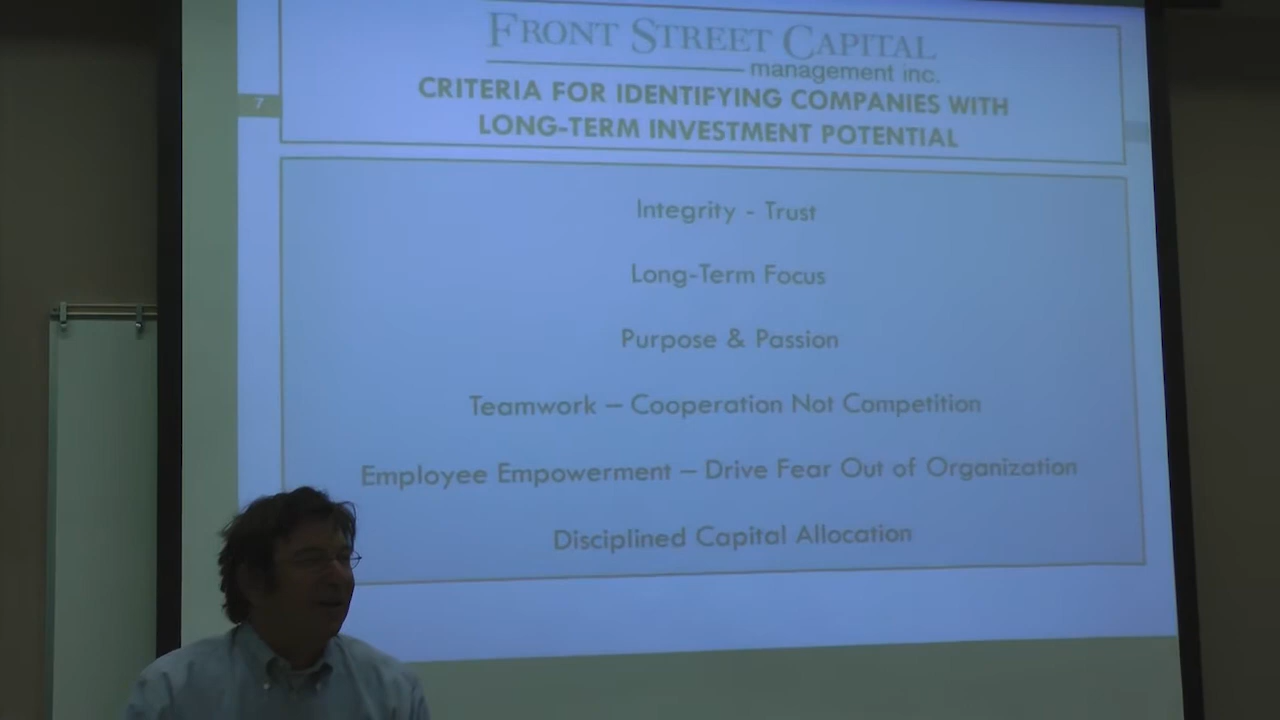 FRONT STREET CAPITAL
management inc.
7
CRITERIA FOR IDENTIFYING COMPANIES WITH
LONG-TERM INVESTMENT POTENTIAL
Integrity - Trust
Long-Term Focus
Purpose & Passion
Teamwork – Cooperation Not Competition
Employee Empowerment – Drive Fear Out of Organization
Disciplined Capital Allocation